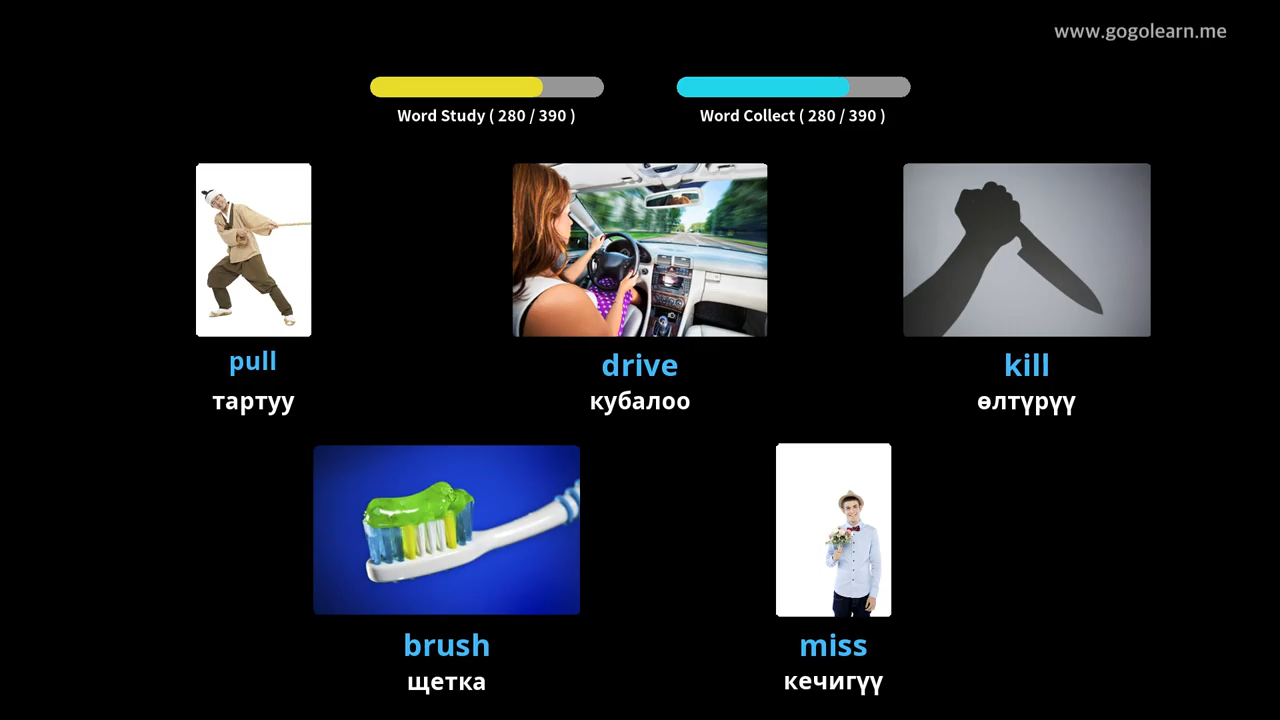 www.gogolearn.me
Word Study ( 280 / 390 )
Word Collect ( 280 / 390 )
pull
тартуу
drive
кубалоо
kill
өлтүрүү
brush
щетка
miss
кечигүү